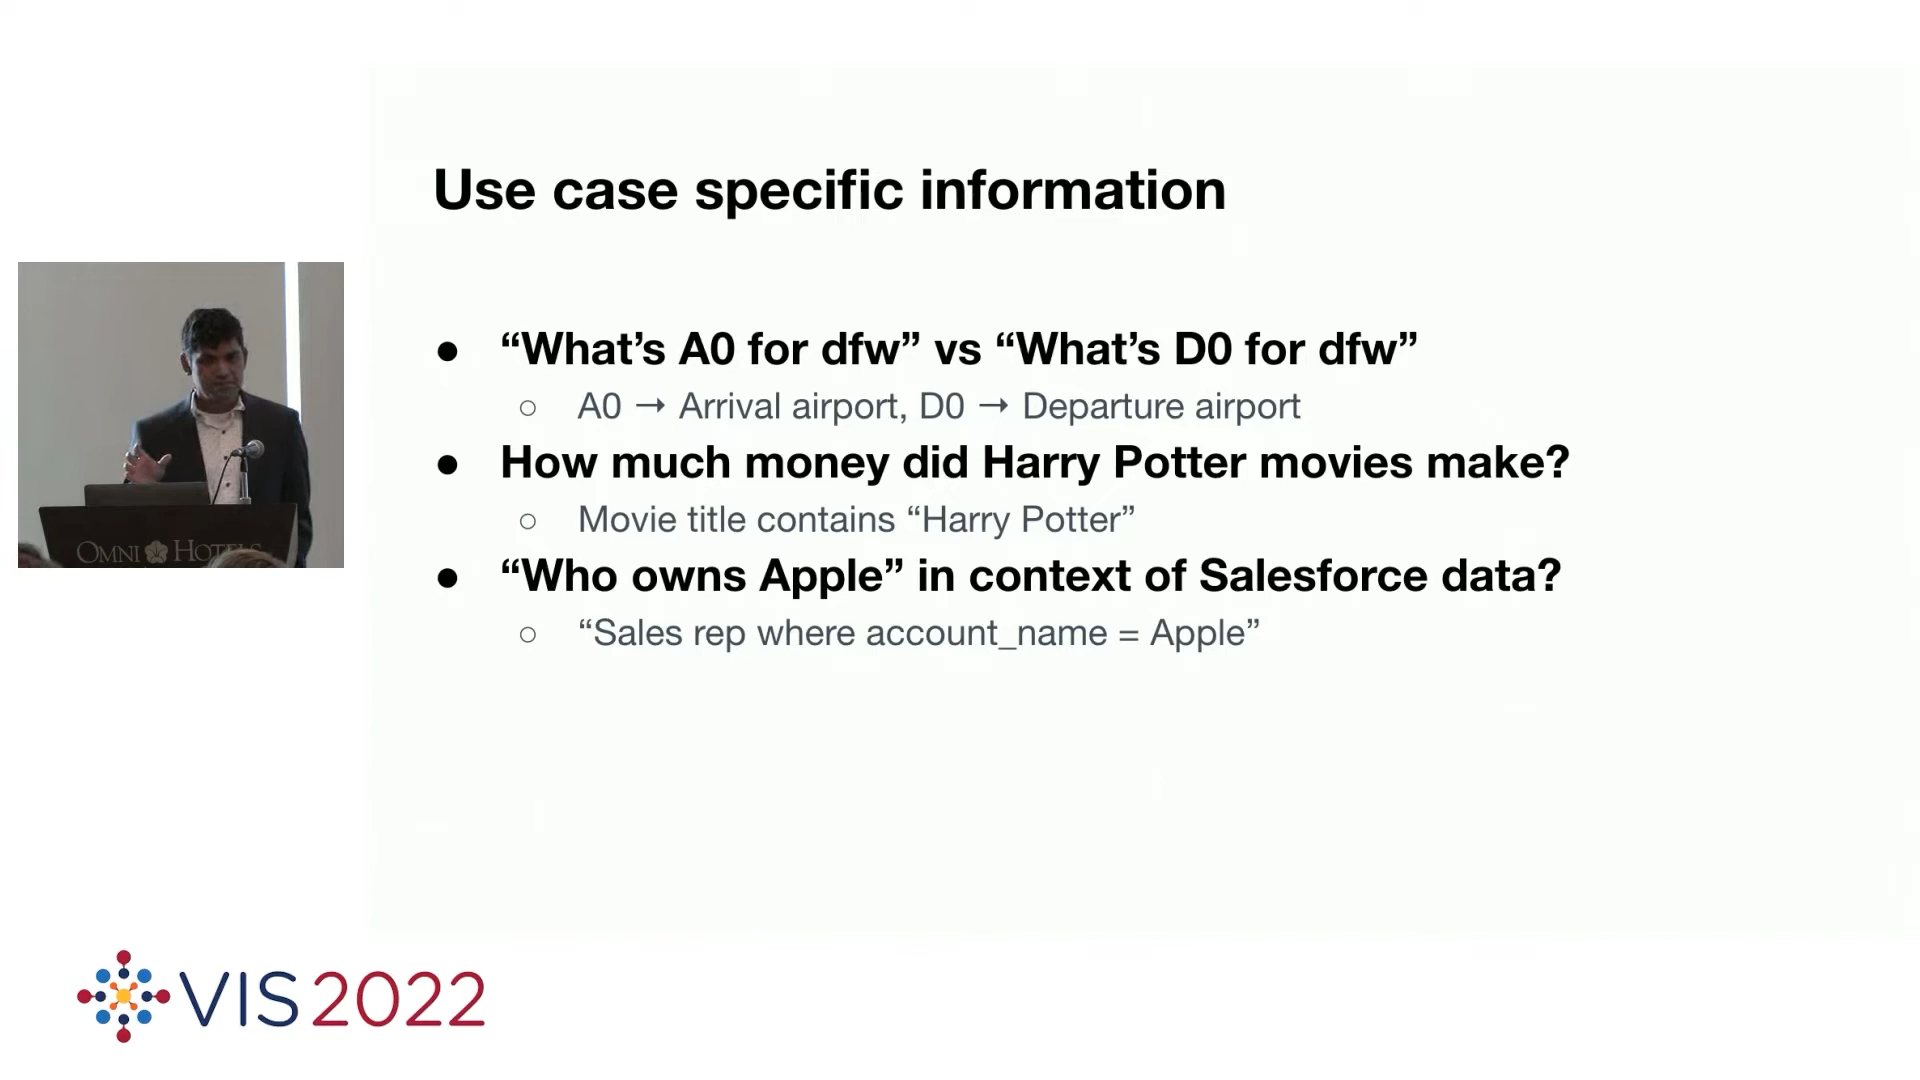 Use case specific information
● “What’s A0 for dfw” vs “What’s D0 for dfw”
○ A0 → Arrival airport, D0 → Departure airport
● How much money did Harry Potter movies make?
○ Movie title contains “Harry Potter”
● “Who owns Apple” in context of Salesforce data?
○ “Sales rep where account_name = Apple”
OMNI HOTELS
VIS2022